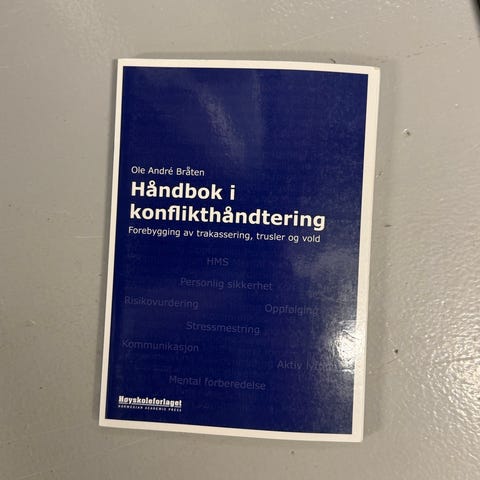 Ole André Bråten
Håndbok i
konflikthåndtering
Forebygging av trakassering, trusler og vold
HMS
Personlig sikkerhet
Risikovurdering
Oppfølging
Stressmestring
Kommunikasjon
Aktiv
Mental forberedelse
Høyskoleforlaget
NORWEGIAN ACADEMIC PRESS